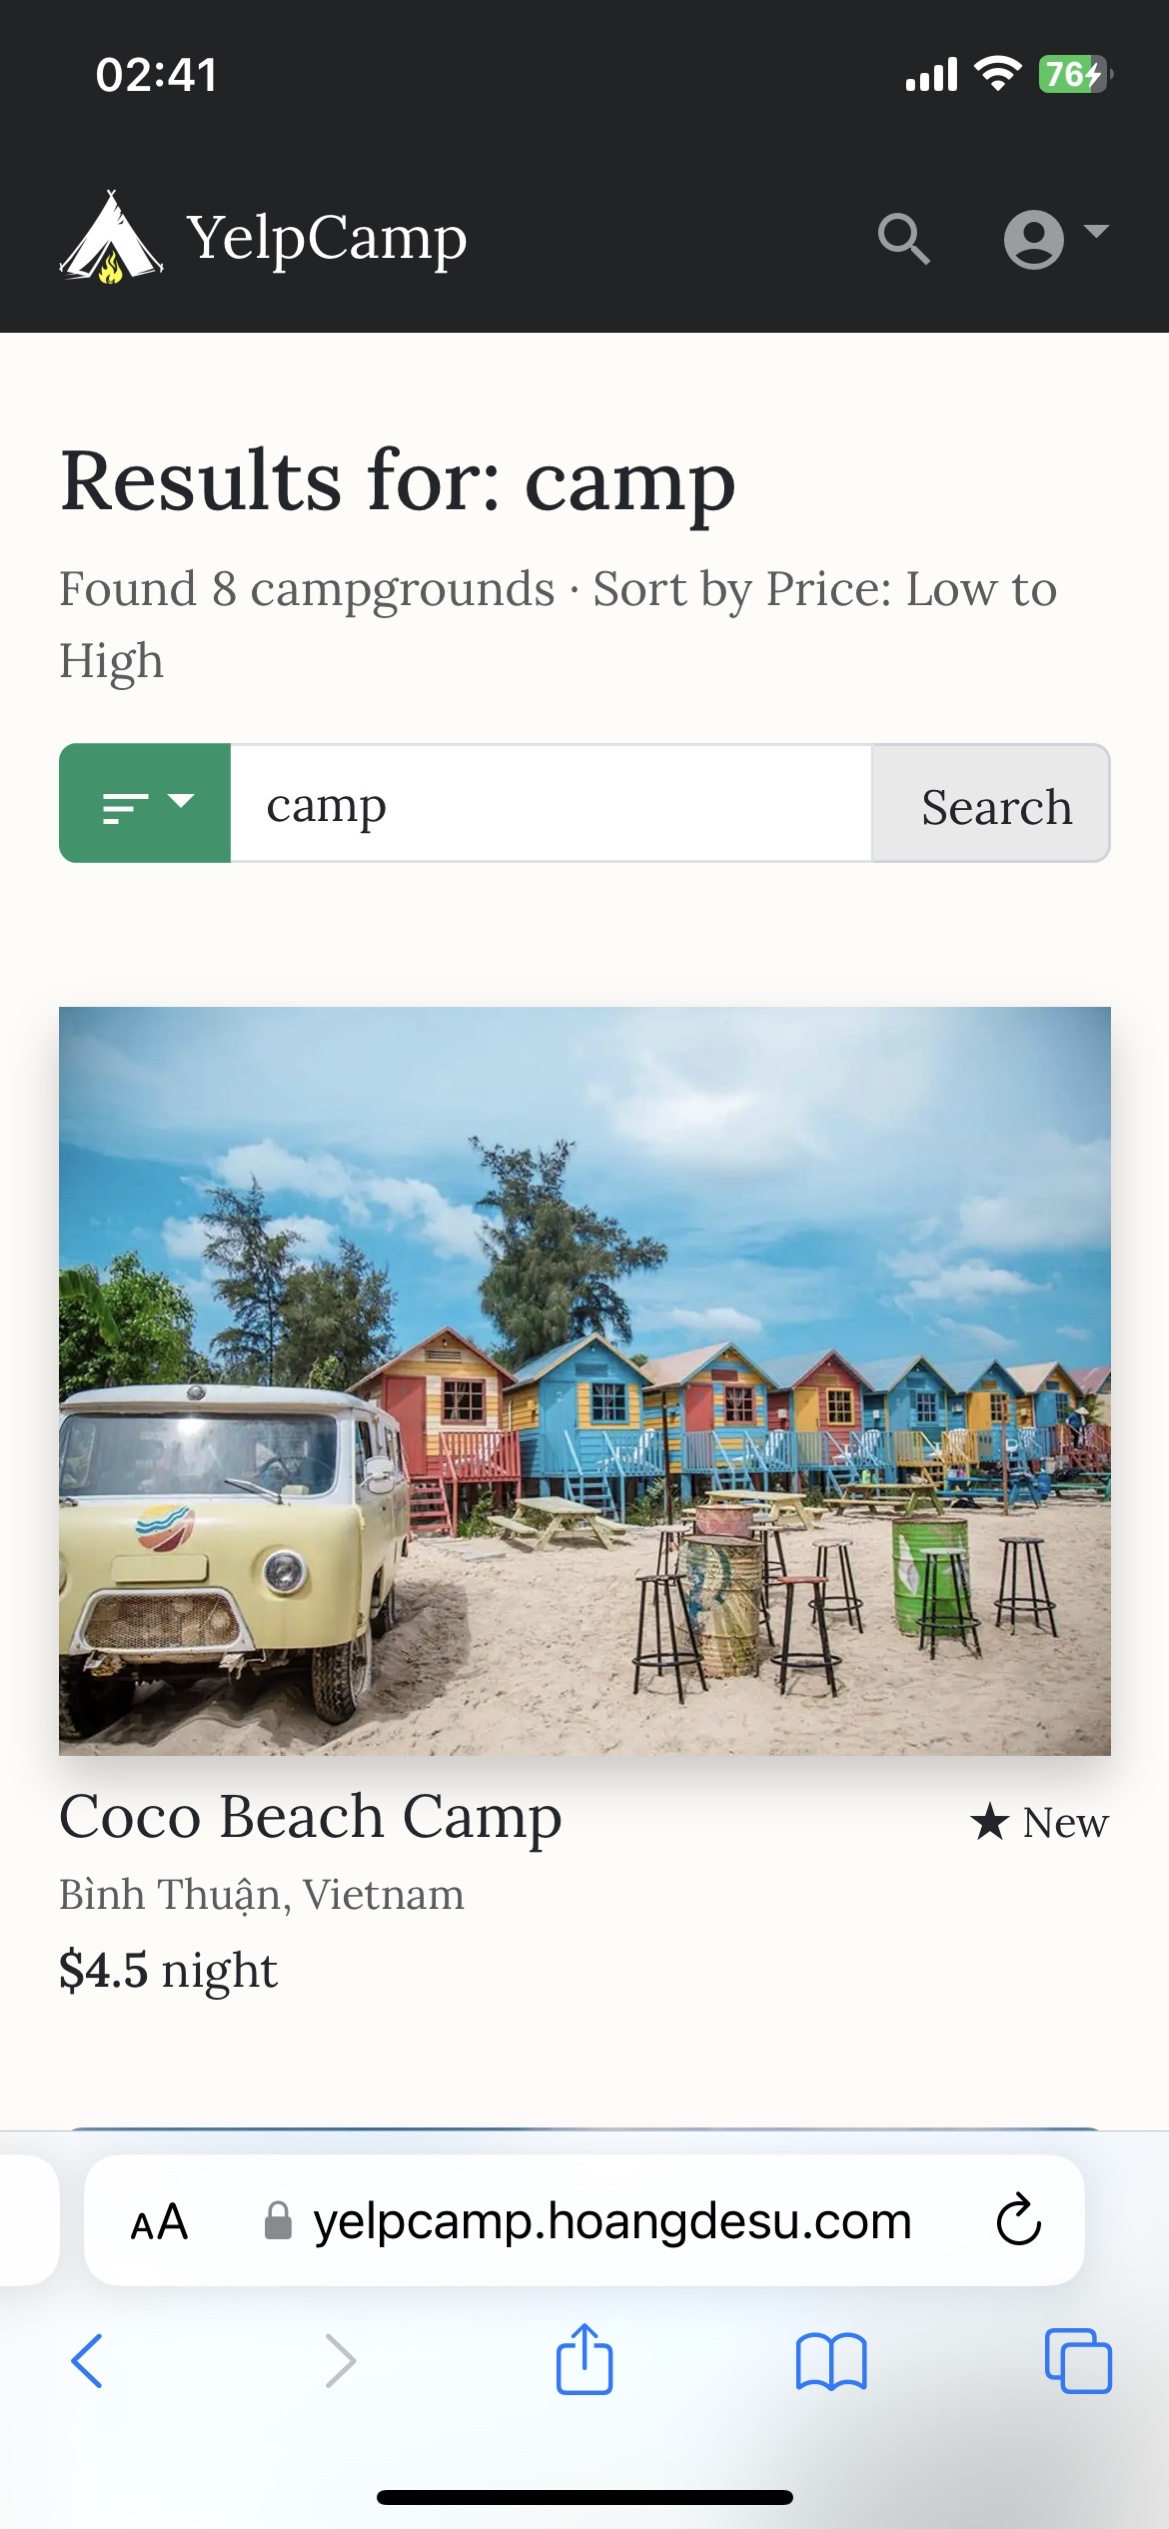 02:41
76
YelpCamp
Results for: camp
Found 8 campgrounds · Sort by Price: Low to
High
camp
Search
Coco Beach Camp
★ New
Bình Thuận, Vietnam
$4.5 night
AA
yelpcamp.hoangdesu.com